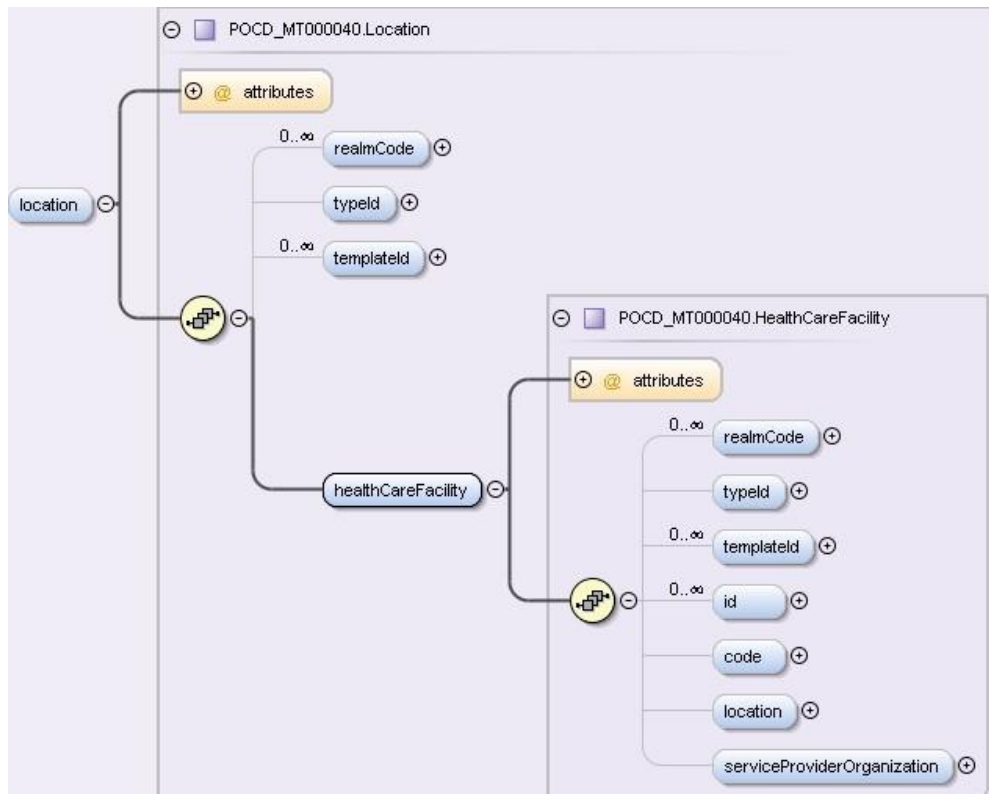 POCD_MT000040.Location
@ attributes
0..∞
realmCode
location
typeId
0..∞
templateId
POCD_MT000040.HealthCareFacility
@ attributes
0..∞
realmCode
healthCareFacility
typeId
0..∞
templateId
0..∞
id
code
location
serviceProviderOrganization